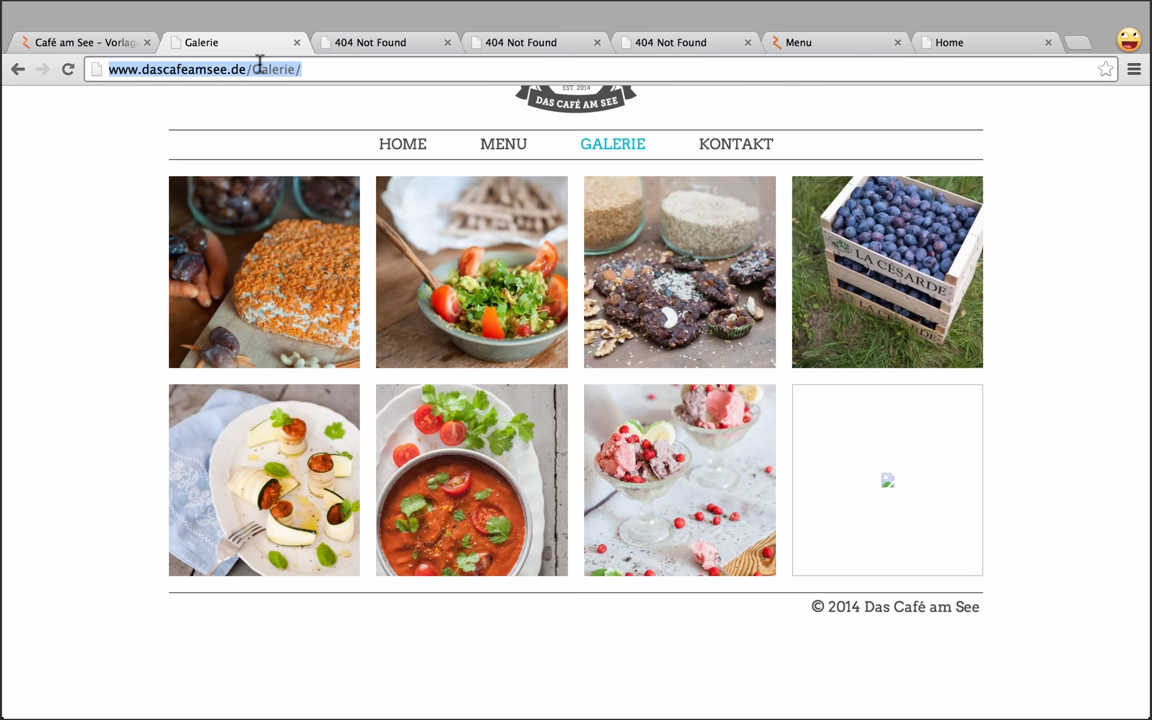 Café am See – Vorlag
Galerie
404 Not Found
404 Not Found
404 Not Found
Menu
Home
www.dascafeamsee.de/Galerie/
EST. 2014
DAS CAFÉ AM SEE
HOME MENU GALERIE KONTAKT
LA CÉSARDE
© 2014 Das Café am See